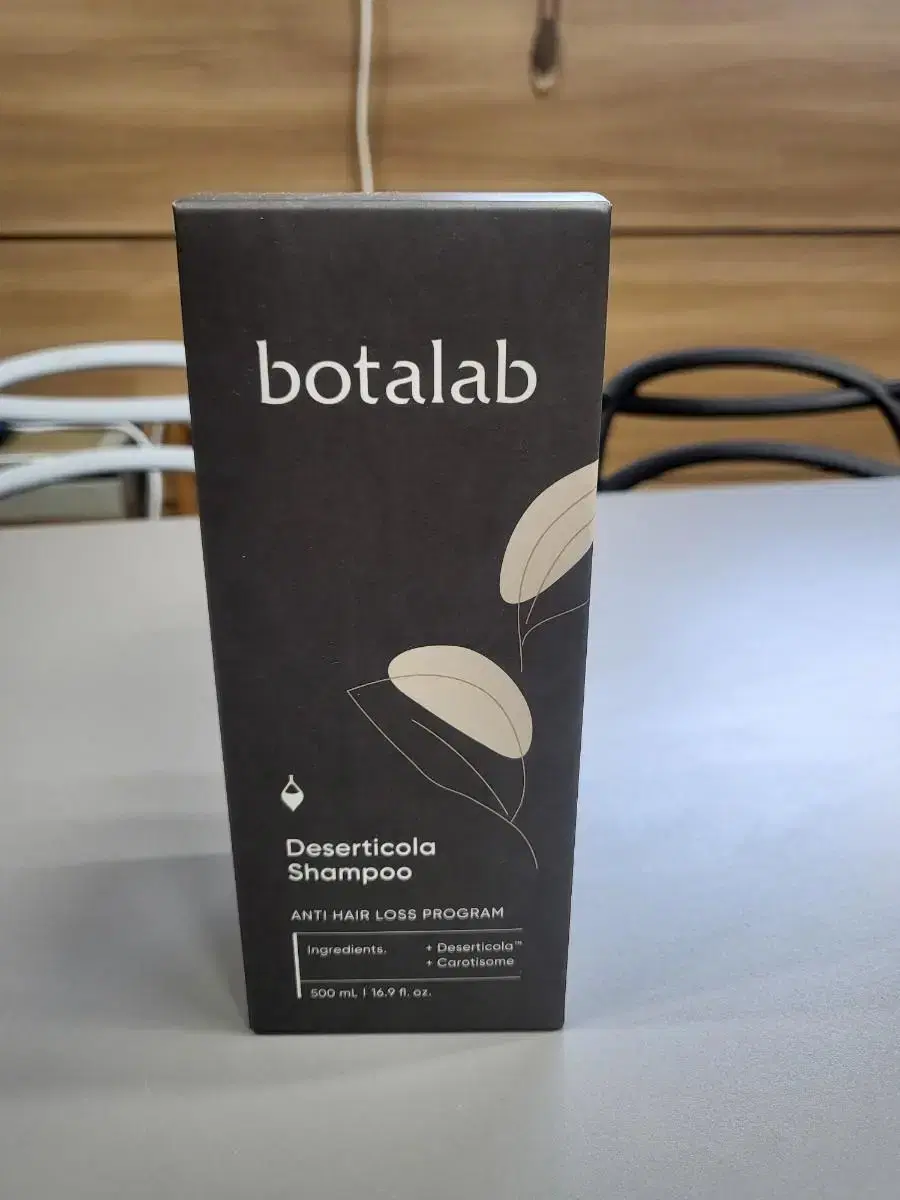 botalab
Deserticola
Shampoo
ANTI HAIR LOSS PROGRAM
Ingredients. + Deserticola™
+ Carotisome
500 mL | 16.9 fl. oz.